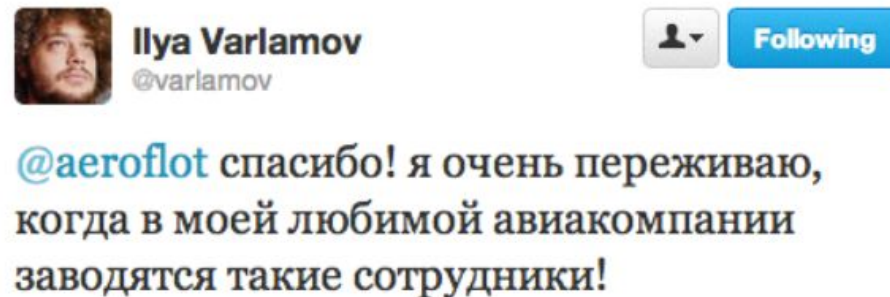 Ilya Varlamov
Following
@varlamov
@aeroflot спасибо! я очень переживаю,
когда в моей любимой авиакомпании
заводятся такие сотрудники!